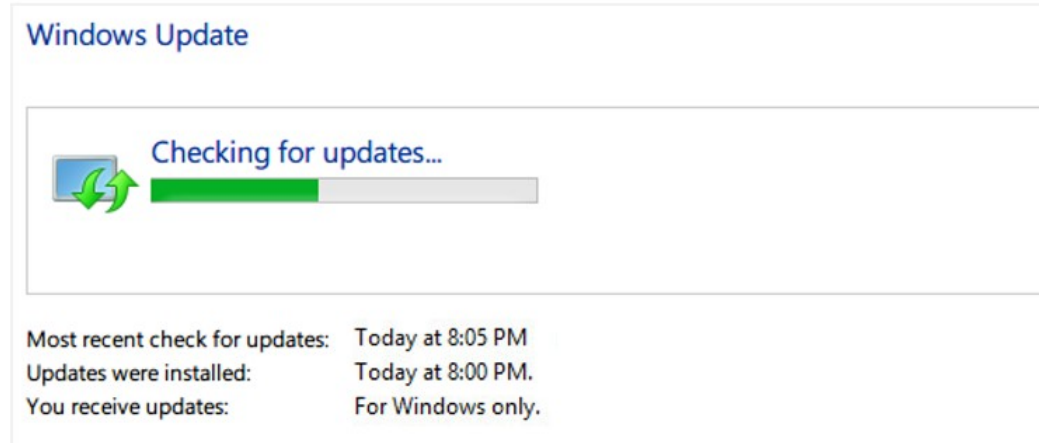 Windows Update
Checking for updates...
Most recent check for updates: Today at 8:05 PM
Updates were installed: Today at 8:00 PM.
You receive updates: For Windows only.